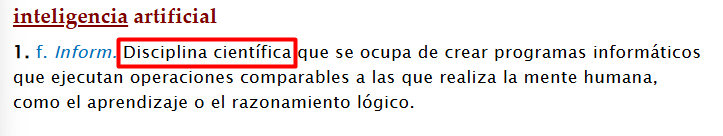 inteligencia artificial
1. f. Inform. Disciplina científica que se ocupa de crear programas informáticos
que ejecutan operaciones comparables a las que realiza la mente humana,
como el aprendizaje o el razonamiento lógico.